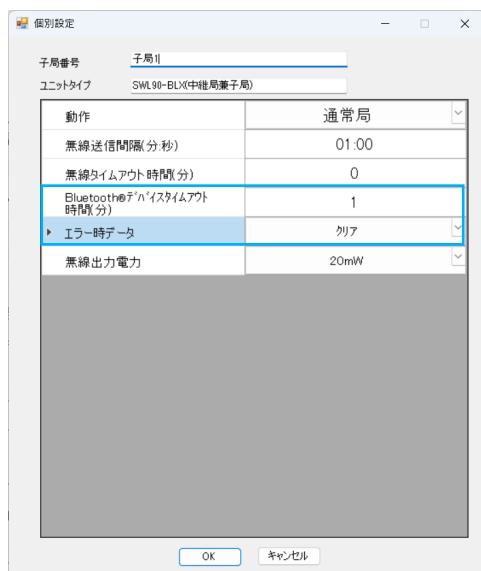 個別設定
子局番号 子局1
ユニットタイプ SWL90-BLX(中継局兼子局)
動作 通常局
無線送信間隔(分:秒) 01:00
無線タイムアウト時間(分) 0
Bluetooth®デバイスタイムアウト
時間(分) 1
エラー時データ クリア
無線出力電力 20mW
OK キャンセル